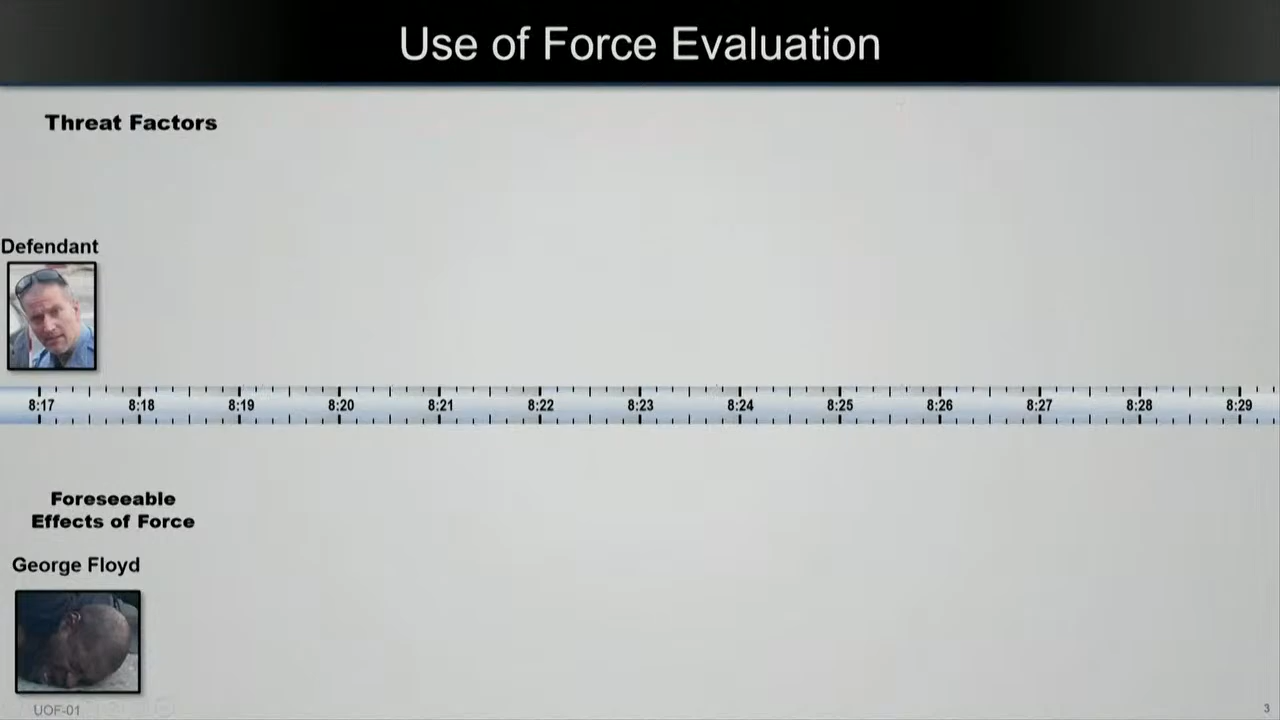 Use of Force Evaluation
Threat Factors
Defendant
8:17 8:18 8:19 8:20 8:21 8:22 8:23 8:24 8:25 8:26 8:27 8:28 8:29
Foreseeable
Effects of Force
George Floyd
UOF-01
3